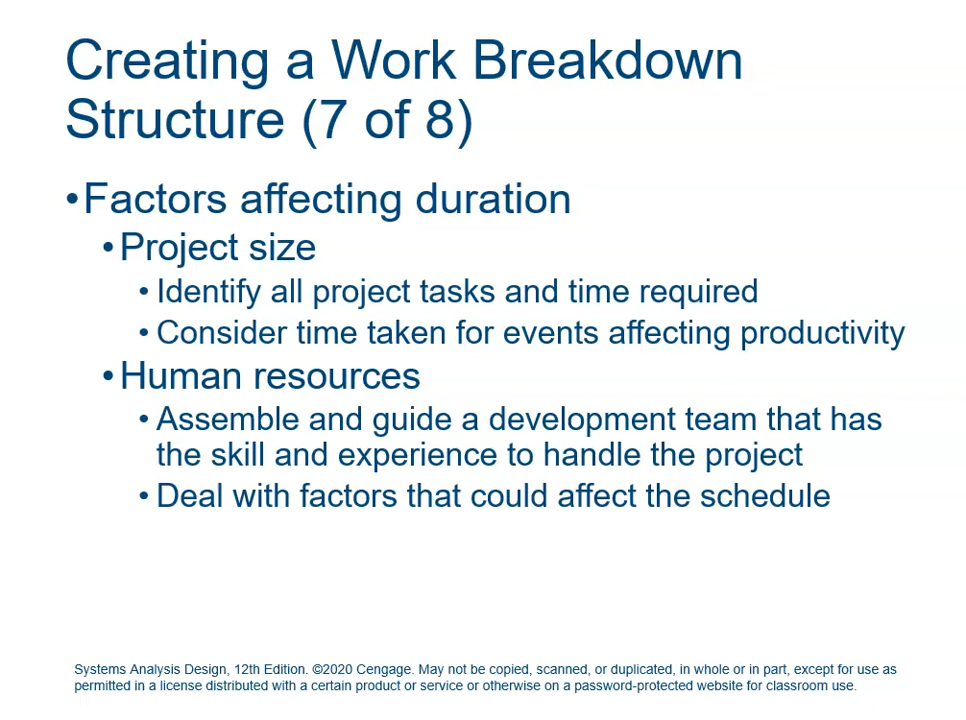 Creating a Work Breakdown
Structure (7 of 8)
•Factors affecting duration
•Project size
•Identify all project tasks and time required
•Consider time taken for events affecting productivity
•Human resources
•Assemble and guide a development team that has
the skill and experience to handle the project
•Deal with factors that could affect the schedule
Systems Analysis Design, 12th Edition. ©2020 Cengage. May not be copied, scanned, or duplicated, in whole or in part, except for use as
permitted in a license distributed with a certain product or service or otherwise on a password-protected website for classroom use.